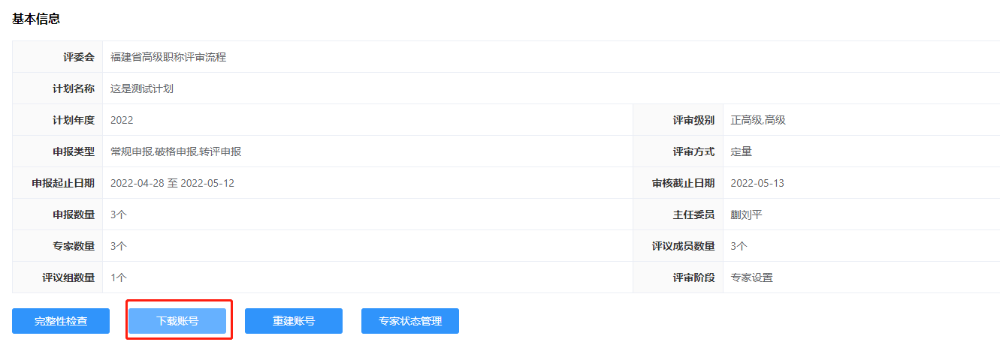 基本信息
评委会 福建省高级职称评审流程
计划名称 这是测试计划
计划年度 2022 评审级别 正高级,高级
申报类型 常规申报,破格申报,转评申报 评审方式 定量
申报起止日期 2022-04-28 至 2022-05-12 审核截止日期 2022-05-13
申报数量 3个 主任委员 蒯刘平
专家数量 3个 评议成员数量 3个
评议组数量 1个 评审阶段 专家设置
完整性检查 下载账号 重建账号 专家状态管理